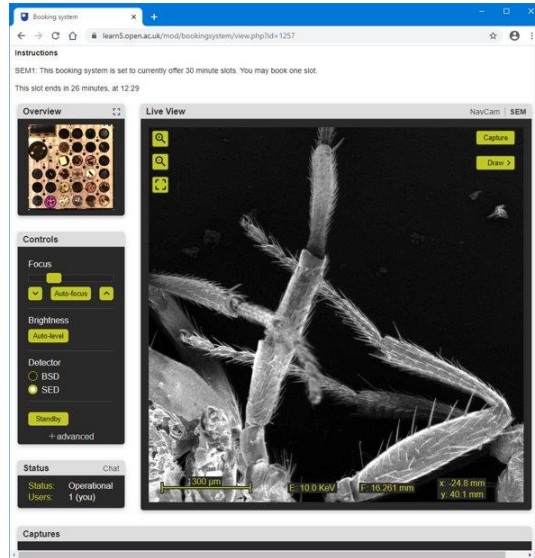 Booking system
learn5.open.ac.uk/mod/bookingsystem/view.php?id=1257
Instructions
SEM1: This booking system is set to currently offer 30 minute slots. You may book one slot.
This slot ends in 26 minutes, at 12:29
Overview
Live View
NavCam | SEM
Capture
Draw >
Controls
Focus
Auto-focus
Brightness
Auto-level
Detector
BSD
SED
Standby
+ advanced
Status
Chat
Status: Operational
Users: 1 (you)
1300 µm
E: 10.0 KeV
F: 16.261 mm
x: -24.8 mm
y: 40.1 mm
Captures